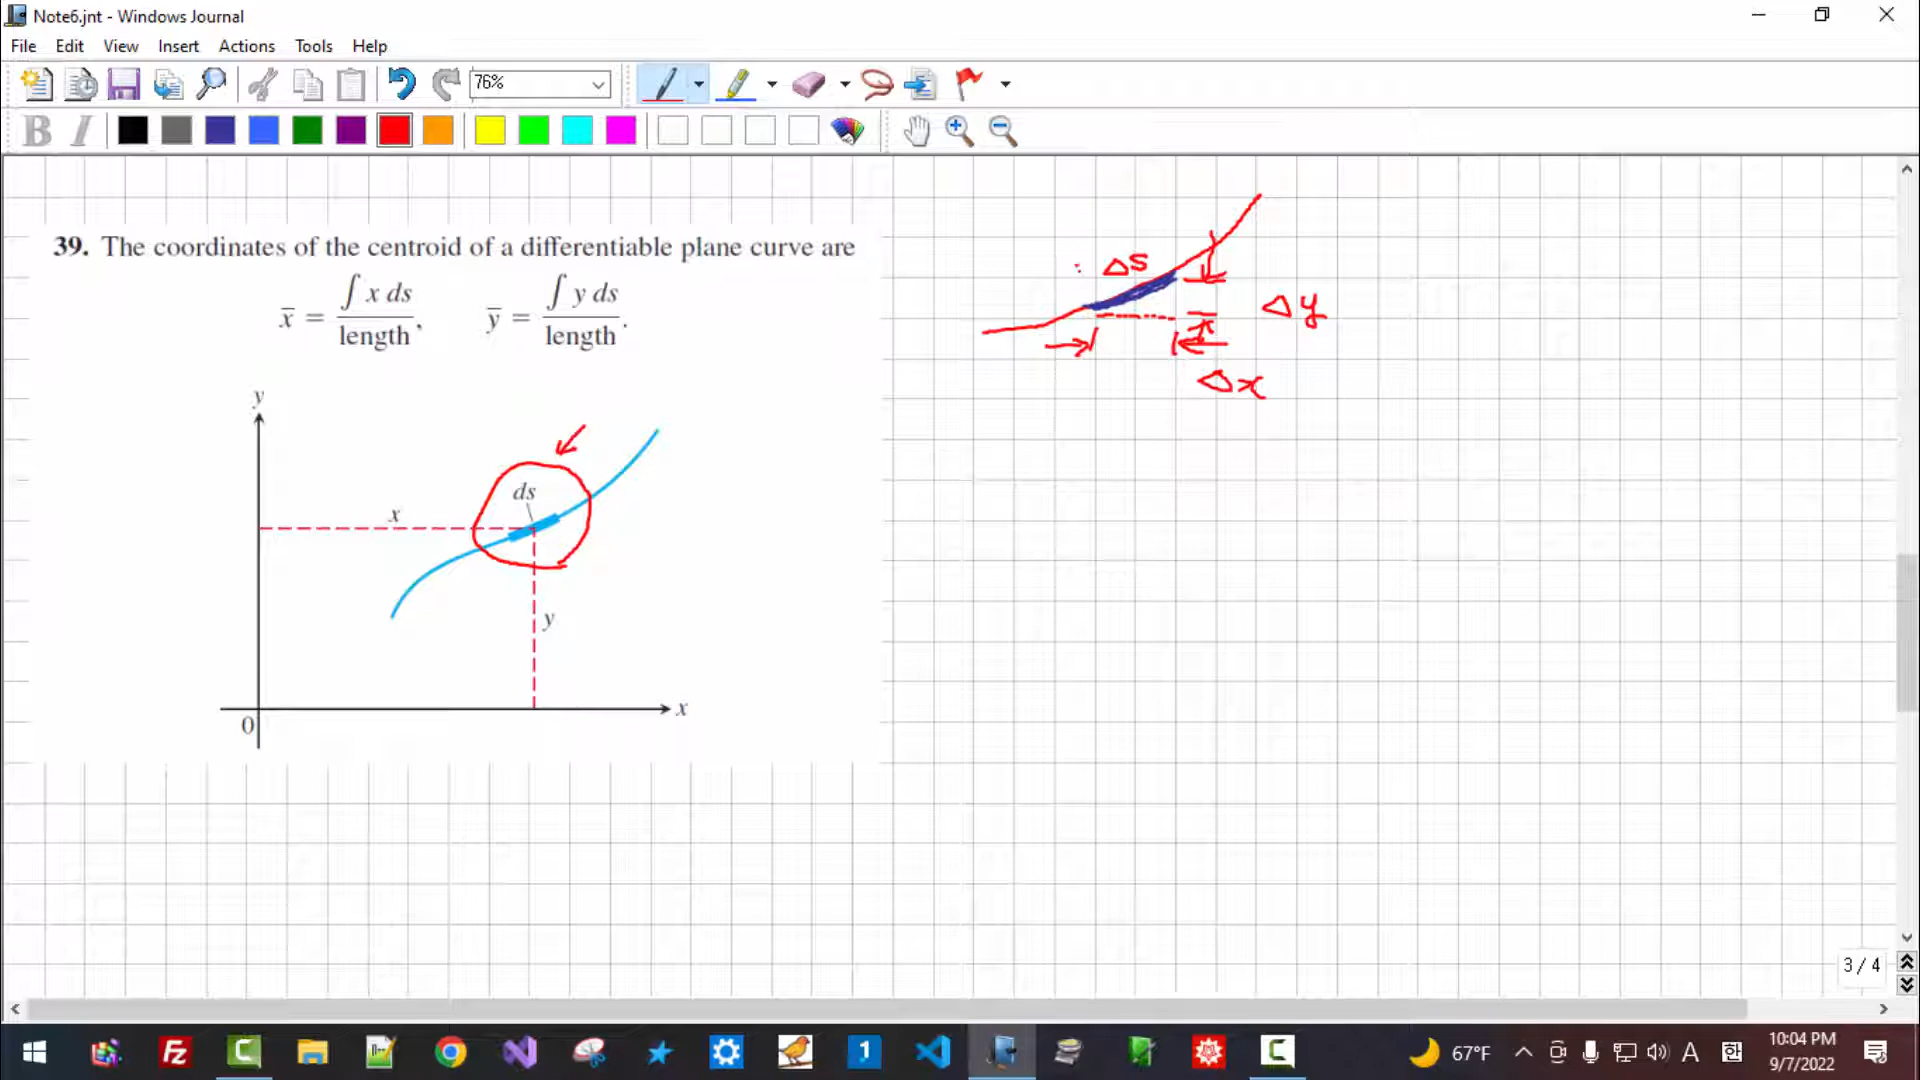 Note6.jnt - Windows Journal
File Edit View Insert Actions Tools Help
76%
B I
39. The coordinates of the centroid of a differentiable plane curve are
x̄ = ∫ x ds / length, ȳ = ∫ y ds / length.
y
ds
x
y
0
x
Δs
Δy
Δx
3 / 4
67°F
A
한
10:04 PM
9/7/2022